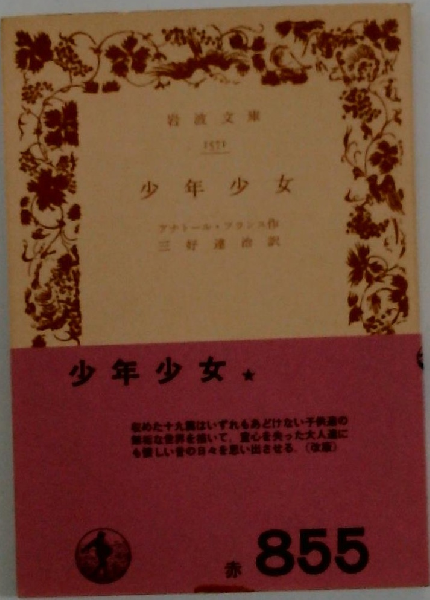 岩波文庫
1571
少年少女
アナトール・フランス作
三好達治訳
少年少女 ★
収めた十九篇はいずれもあどけない子供達の
無垢な世界を描いて、童心を失った大人達に
も懐しい昔の日々を思い出させる。(改版)
赤 855